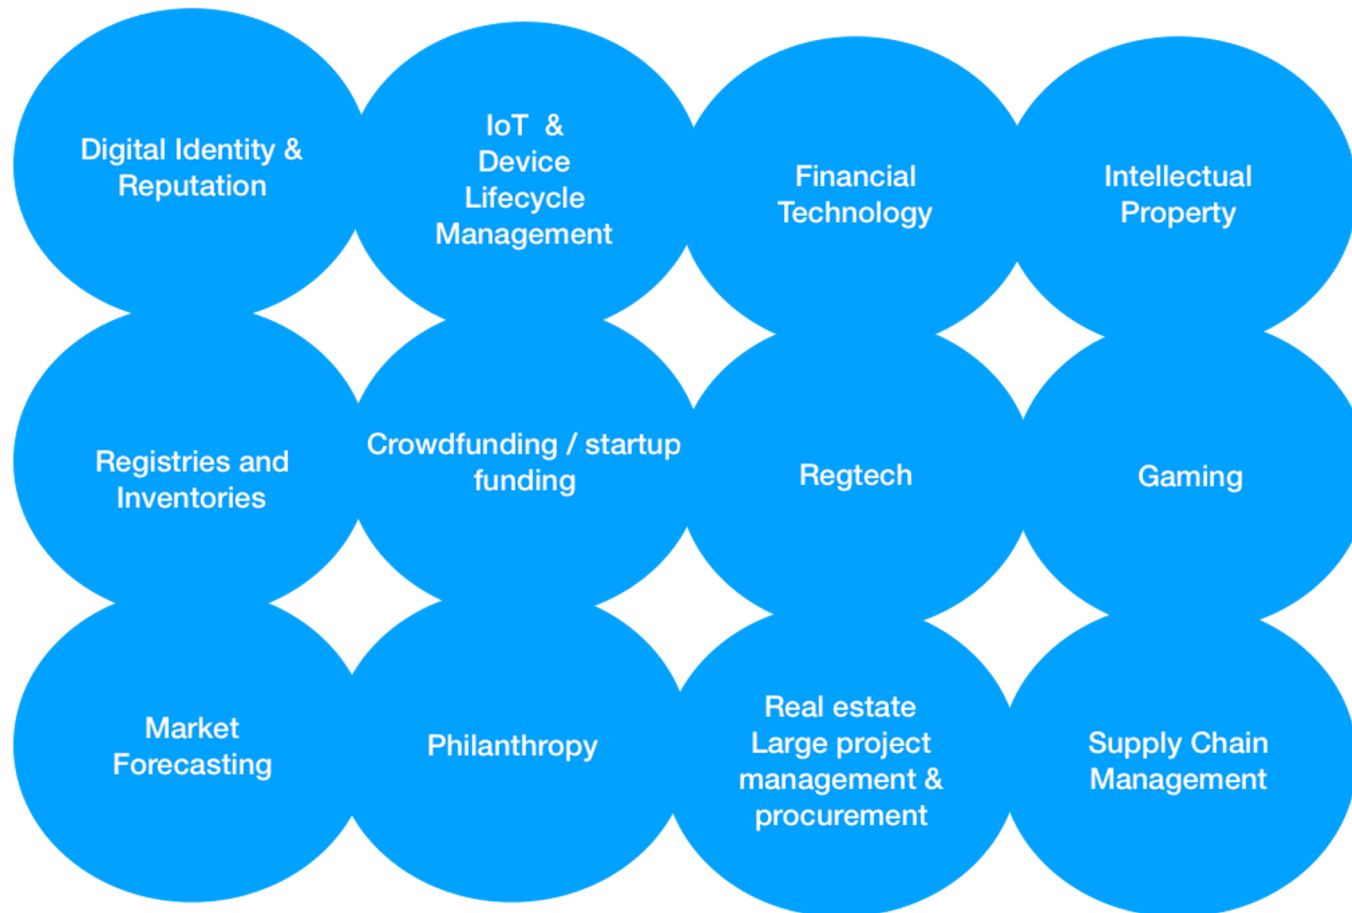 Digital Identity &
Reputation
IoT  &
Device
Lifecycle
Management
Financial
Technology
Intellectual
Property
Registries and
Inventories
Crowdfunding / startup
funding
Regtech
Gaming
Market
Forecasting
Philanthropy
Real estate
Large project
management &
procurement
Supply Chain
Management